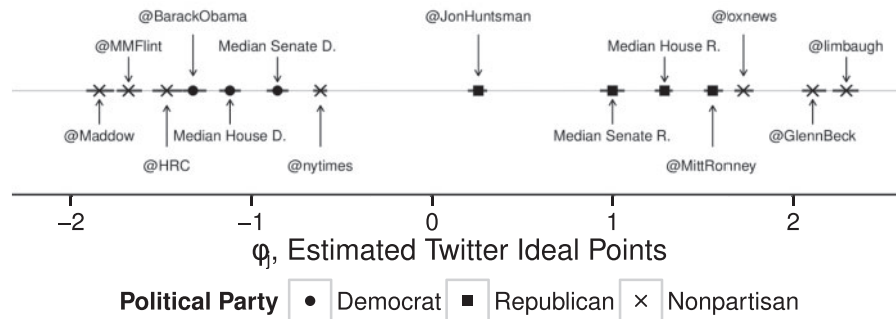 @BarackObama @JonHuntsman @foxnews
@MMFlint Median Senate D. Median House R. @limbaugh
@Maddow Median House D. Median Senate R. @GlennBeck
@HRC @nytimes @MittRomney
−2 −1 0 1 2
φj, Estimated Twitter Ideal Points
Political Party Democrat Republican Nonpartisan